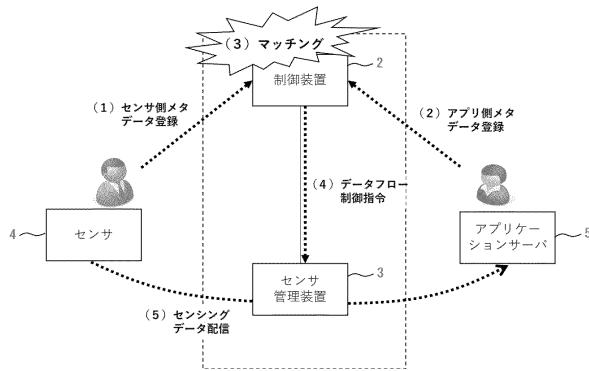 （3）マッチング
2
制御装置
（1）センサ側メタ
データ登録
（2）アプリ側メタ
データ登録
（4）データフロー
制御指令
4
センサ
アプリケー
ションサーバ
5
センサ
管理装置
3
（5）センシング
データ配信